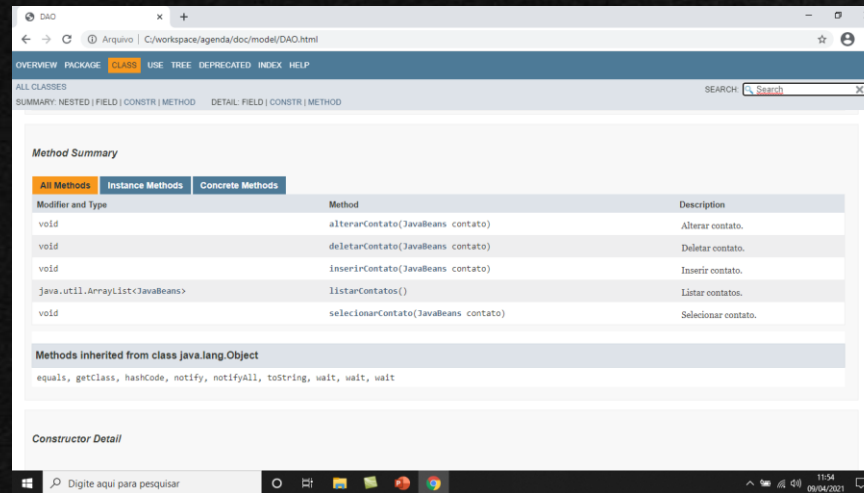 DAO
Arquivo | C:/workspace/agenda/doc/model/DAO.html
OVERVIEW PACKAGE CLASS USE TREE DEPRECATED INDEX HELP
ALL CLASSES
SEARCH: Search
SUMMARY: NESTED | FIELD | CONSTR | METHOD DETAIL: FIELD | CONSTR | METHOD
Method Summary
All Methods Instance Methods Concrete Methods
Modifier and Type Method Description
void alterarContato(JavaBeans contato) Alterar contato.
void deletarContato(JavaBeans contato) Deletar contato.
void inserirContato(JavaBeans contato) Inserir contato.
java.util.ArrayList<JavaBeans> listarContatos() Listar contatos.
void selecionarContato(JavaBeans contato) Selecionar contato.
Methods inherited from class java.lang.Object
equals, getClass, hashCode, notify, notifyAll, toString, wait, wait, wait
Constructor Detail
Digite aqui para pesquisar
11:54
09/04/2021